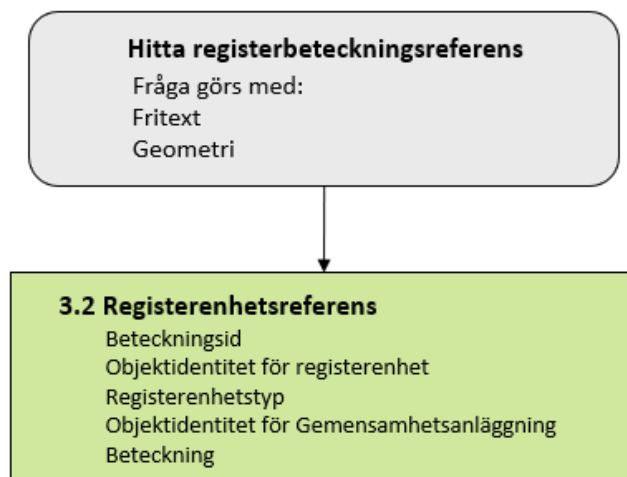 Hitta registerbeteckningsreferens
Fråga görs med:
Fritext
Geometri
3.2 Registerenhetsreferens
Beteckningsid
Objektidentitet för registerenhet
Registerenhetstyp
Objektidentitet för Gemensamhetsanläggning
Beteckning